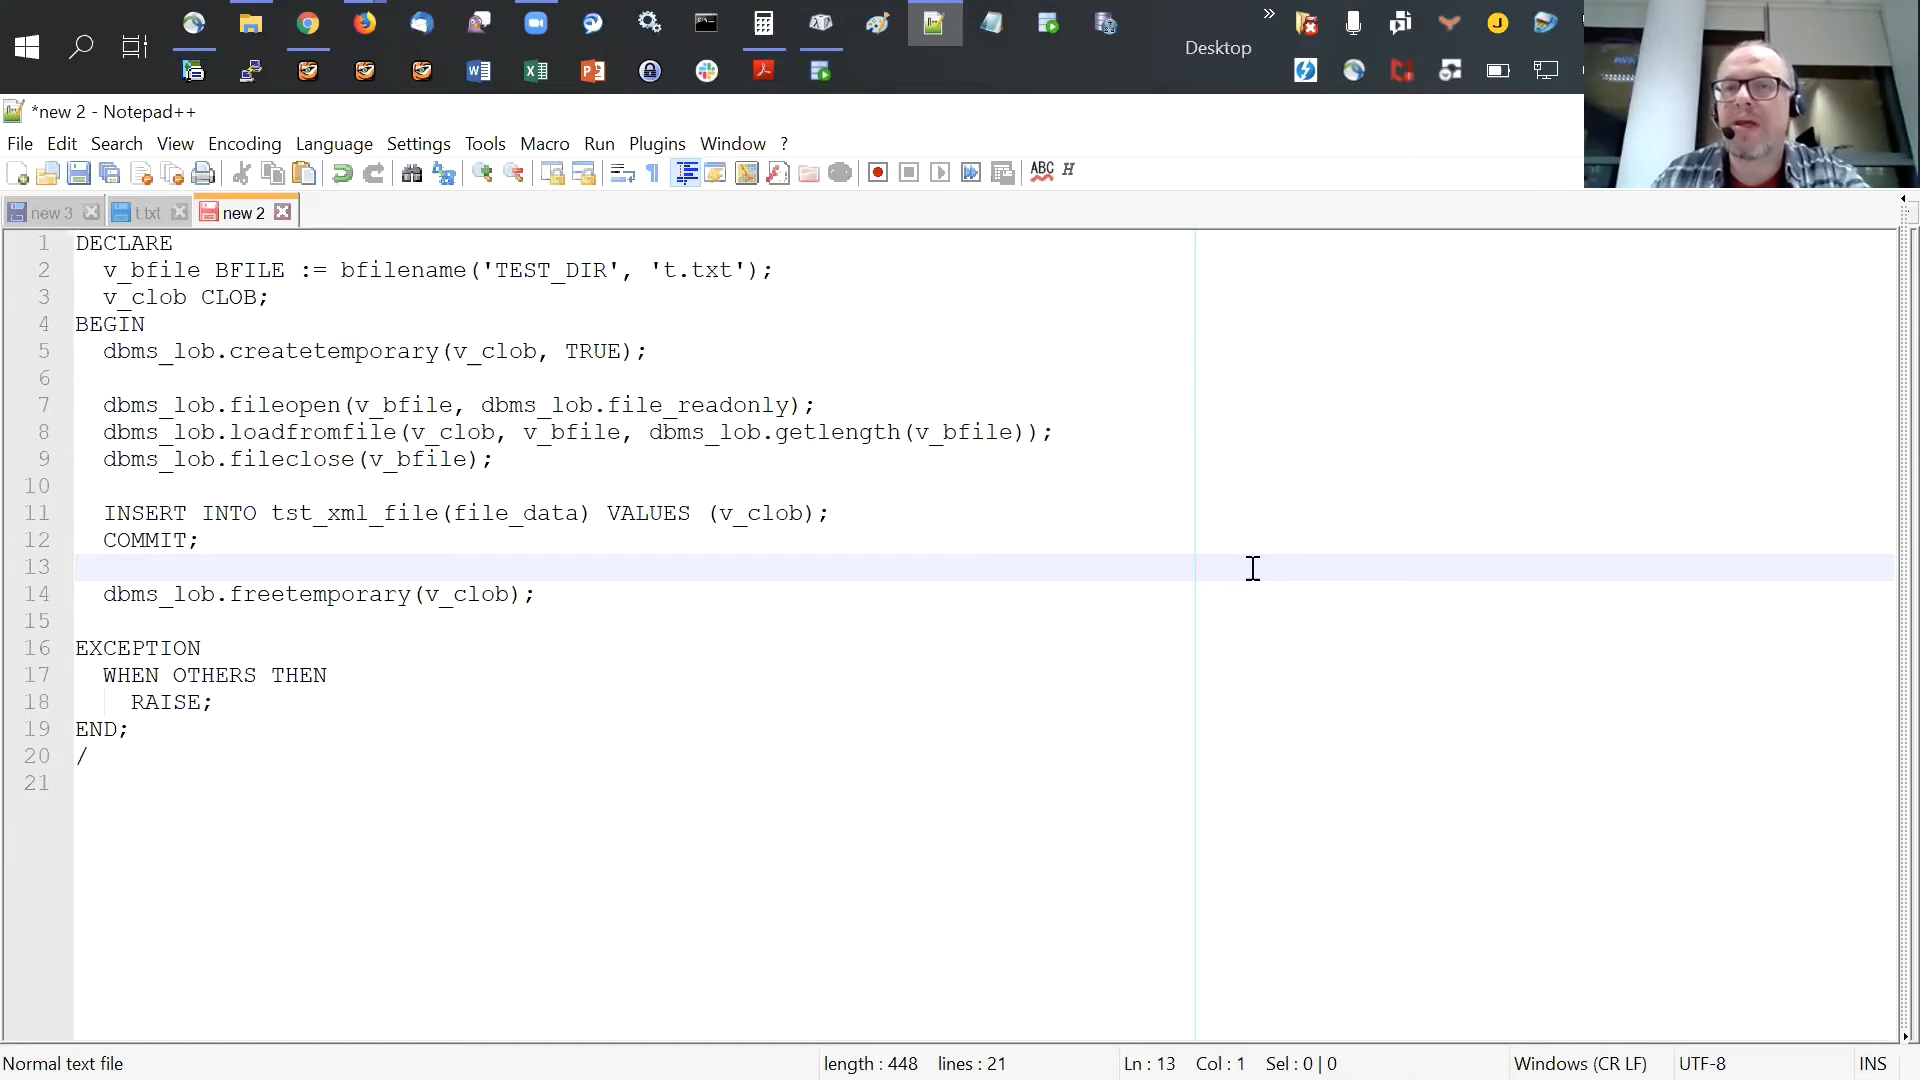 Desktop
*new 2 - Notepad++
File Edit Search View Encoding Language Settings Tools Macro Run Plugins Window ?
new 3 t.txt new 2
1 DECLARE
2 v_bfile BFILE := bfilename('TEST_DIR', 't.txt');
3 v_clob CLOB;
4 BEGIN
5 dbms_lob.createtemporary(v_clob, TRUE);
6
7 dbms_lob.fileopen(v_bfile, dbms_lob.file_readonly);
8 dbms_lob.loadfromfile(v_clob, v_bfile, dbms_lob.getlength(v_bfile));
9 dbms_lob.fileclose(v_bfile);
10
11 INSERT INTO tst_xml_file(file_data) VALUES (v_clob);
12 COMMIT;
13
14 dbms_lob.freetemporary(v_clob);
15
16 EXCEPTION
17 WHEN OTHERS THEN
18 RAISE;
19 END;
20 /
21
Normal text file length : 448 lines : 21 Ln : 13 Col : 1 Sel : 0 | 0 Windows (CR LF) UTF-8 INS